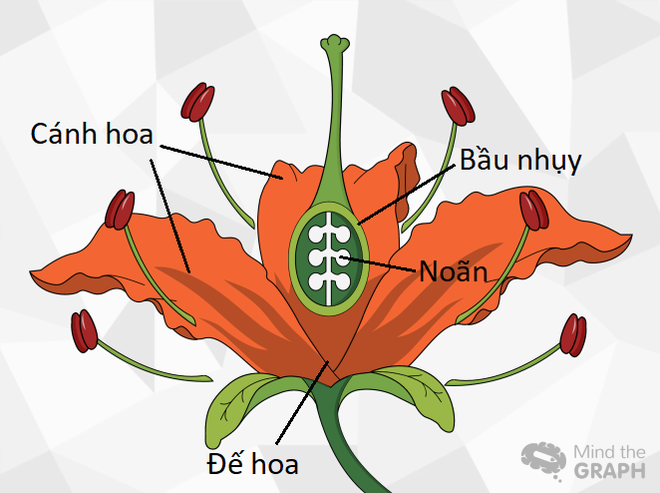 Cánh hoa
Bầu nhụy
Noãn
Đế hoa
Mind the
GRAPH